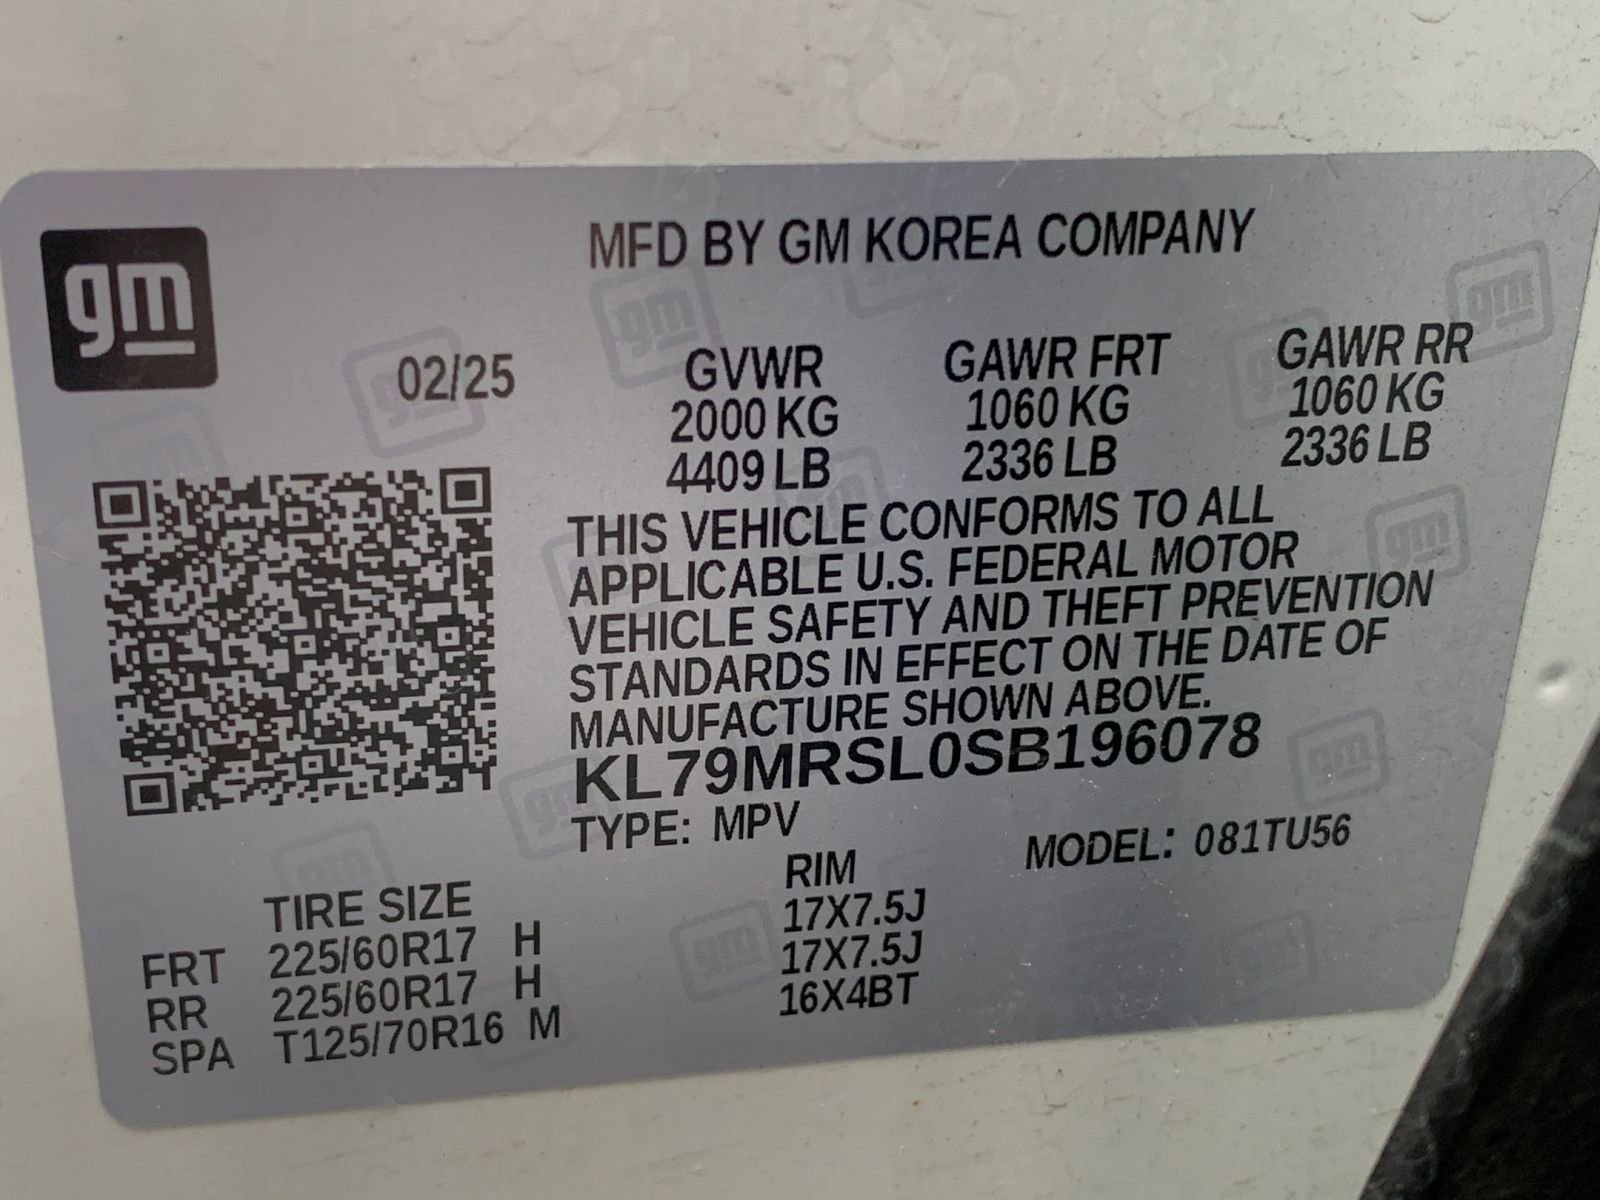 gm
MFD BY GM KOREA COMPANY
02/25
GVWR GAWR FRT GAWR RR
2000 KG 1060 KG 1060 KG
4409 LB 2336 LB 2336 LB
THIS VEHICLE CONFORMS TO ALL
APPLICABLE U.S. FEDERAL MOTOR
VEHICLE SAFETY AND THEFT PREVENTION
STANDARDS IN EFFECT ON THE DATE OF
MANUFACTURE SHOWN ABOVE.
KL79MRSL0SB196078
TYPE: MPV MODEL: 081TU56
TIRE SIZE RIM
FRT 225/60R17 H 17X7.5J
RR 225/60R17 H 17X7.5J
SPA T125/70R16 M 16X4BT